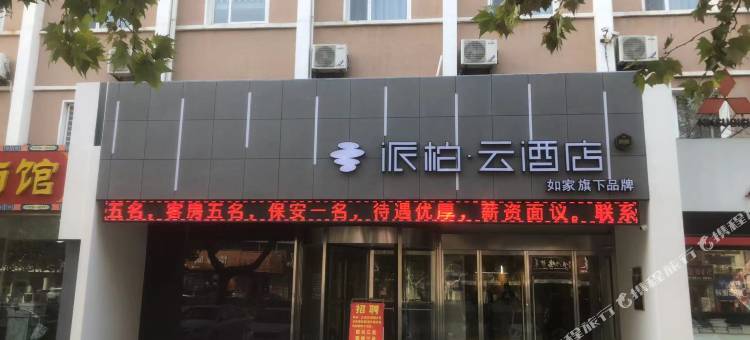 派柏·云酒店
如家旗下品牌
五名，客房五名，保安一名，待遇优厚，薪资面议。联系
馆
招聘
携程旅行